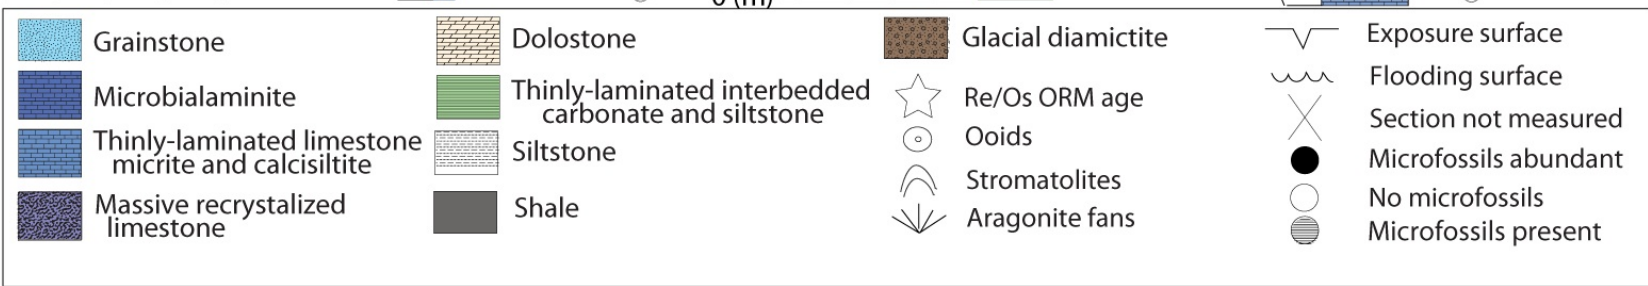 0 (m)
Grainstone
Microbialaminite
Thinly-laminated limestone
micrite and calcisiltite
Massive recrystalized
limestone
Dolostone
Thinly-laminated interbedded
carbonate and siltstone
Siltstone
Shale
Glacial diamictite
Re/Os ORM age
Ooids
Stromatolites
Aragonite fans
Exposure surface
Flooding surface
Section not measured
Microfossils abundant
No microfossils
Microfossils present